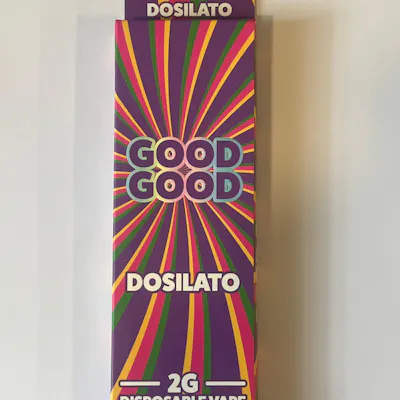 DOSILATO
GOOD
GOOD
DOSILATO
2G
DISPOSABLE VAPE